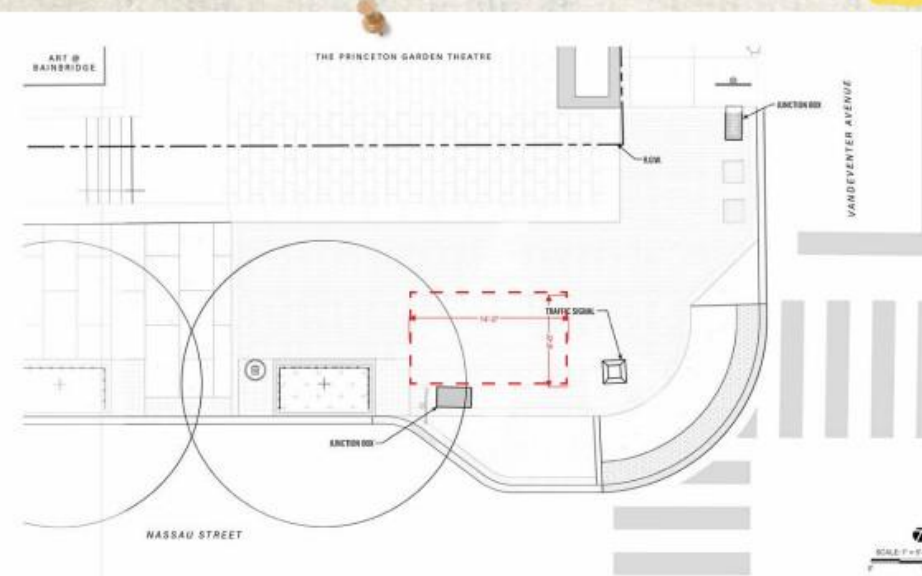 ART @
BAINBRIDGE
THE PRINCETON GARDEN THEATRE
JUNCTION BOX
VANDEVENTER AVENUE
R.O.W.
TRAFFIC SIGNAL
JUNCTION BOX
NASSAU STREET